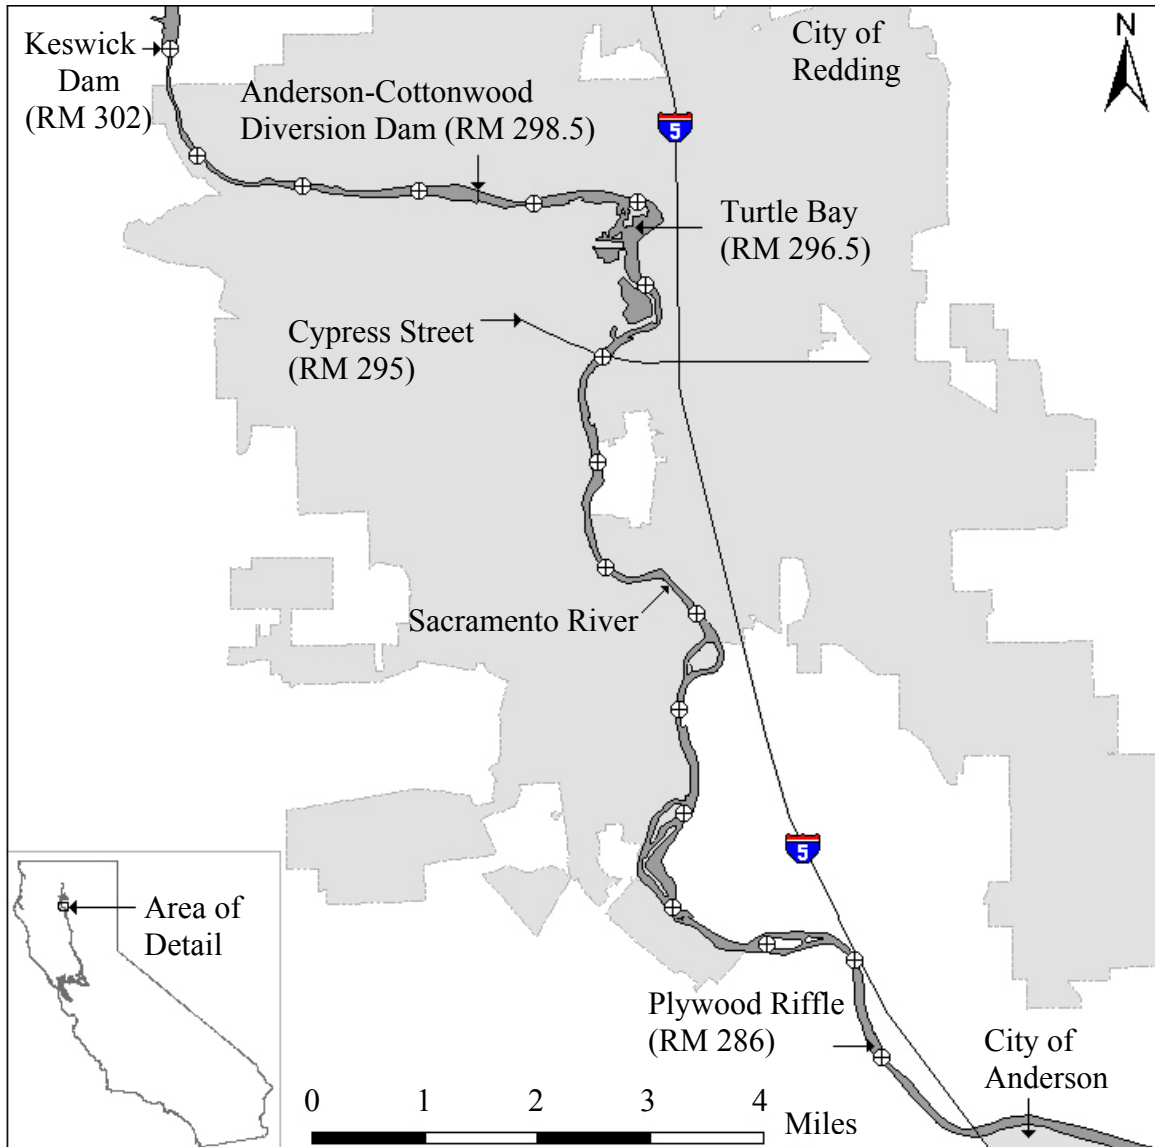 N
City of
Redding
Keswick
Dam
(RM 302)
Anderson-Cottonwood
Diversion Dam (RM 298.5)
5
Turtle Bay
(RM 296.5)
Cypress Street
(RM 295)
Sacramento River
5
Area of
Detail
Plywood Riffle
(RM 286)
City of
Anderson
0 1 2 3 4
Miles